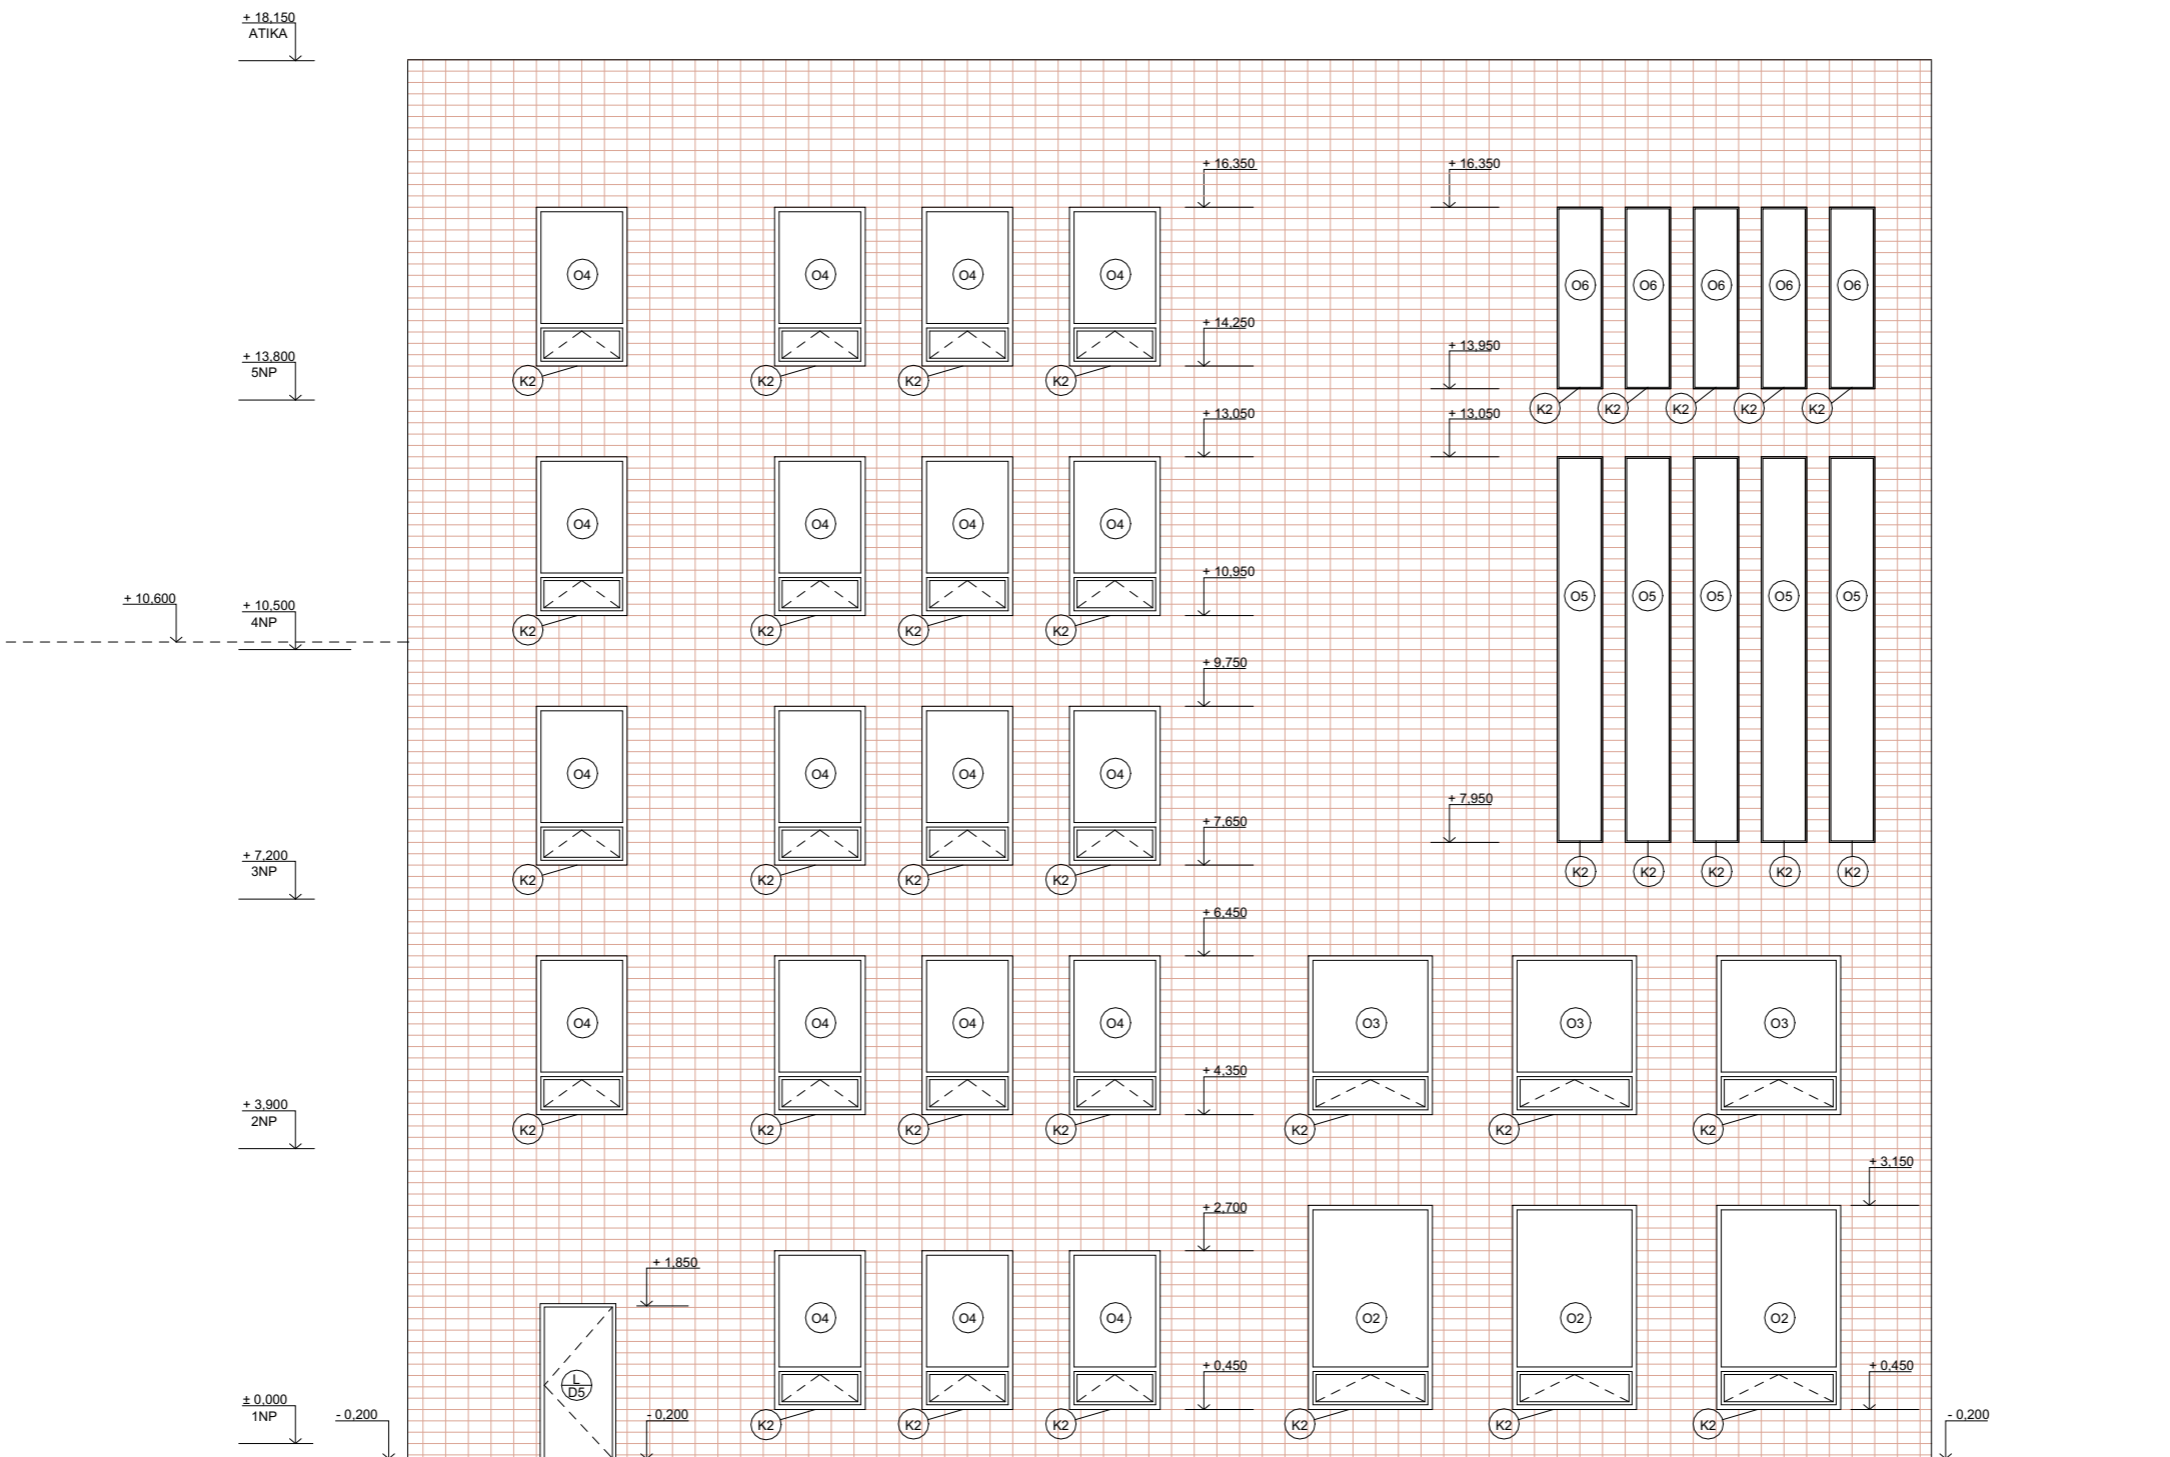 + 18,150
ATIKA
+ 16,350
+ 16,350
O4
O4
O4
O4
O6
O6
O6
O6
O6
+ 14,250
+ 13,950
+ 13,800
5NP
K2
K2
K2
K2
K2
K2
K2
K2
K2
+ 13,050
+ 13,050
O4
O4
O4
O4
+ 10,950
+ 10,600
+ 10,500
4NP
O5
O5
O5
O5
O5
K2
K2
K2
K2
+ 9,750
O4
O4
O4
O4
+ 7,950
+ 7,650
+ 7,200
3NP
K2
K2
K2
K2
K2
K2
K2
K2
K2
+ 6,450
O4
O4
O4
O4
O3
O3
O3
+ 4,350
+ 3,900
2NP
K2
K2
K2
K2
K2
K2
K2
+ 3,150
+ 2,700
+ 1,850
O4
O4
O4
O2
O2
O2
+ 0,450
+ 0,450
L
D5
± 0,000
1NP
- 0,200
- 0,200
- 0,200
K2
K2
K2
K2
K2
K2